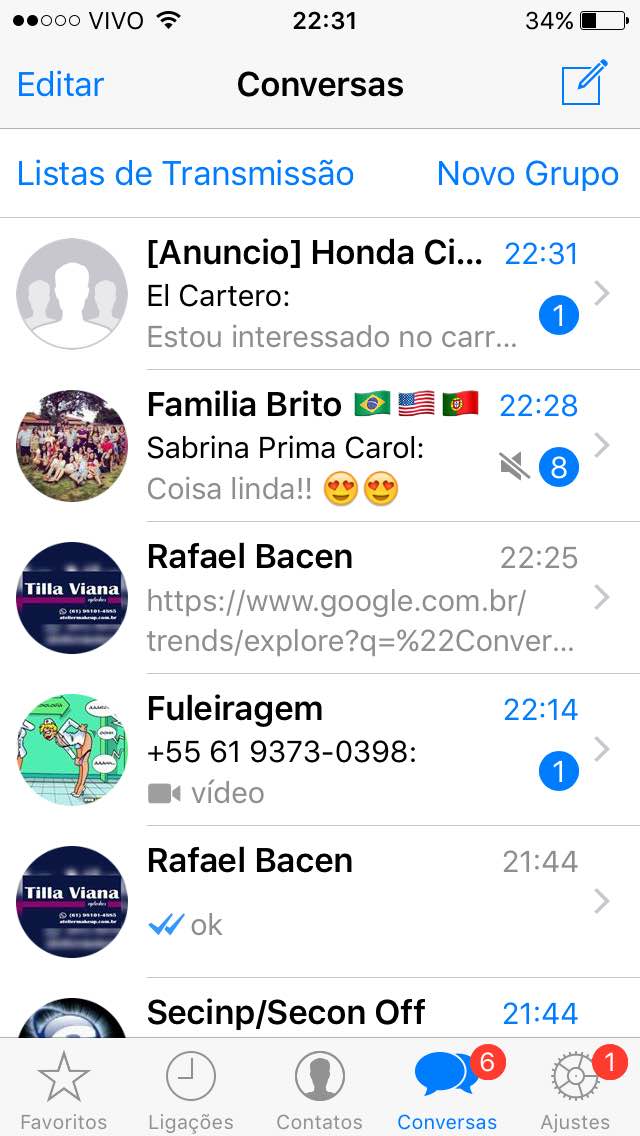 VIVO 22:31 34%
Editar Conversas
Listas de Transmissão Novo Grupo
[Anuncio] Honda Ci... 22:31
El Cartero:
1
Estou interessado no carr...
Familia Brito 🇧🇷 🇺🇸 🇵🇹 22:28
Sabrina Prima Carol:
8
Coisa linda!! 😍😍
Rafael Bacen 22:25
Tilla Viana
https://www.google.com.br/
trends/explore?q=%22Conver...
Fuleiragem 22:14
+55 61 9373-0398:
1
vídeo
Rafael Bacen 21:44
Tilla Viana
ok
Secinp/Secon Off 21:44
6 1
Favoritos Ligações Contatos Conversas Ajustes